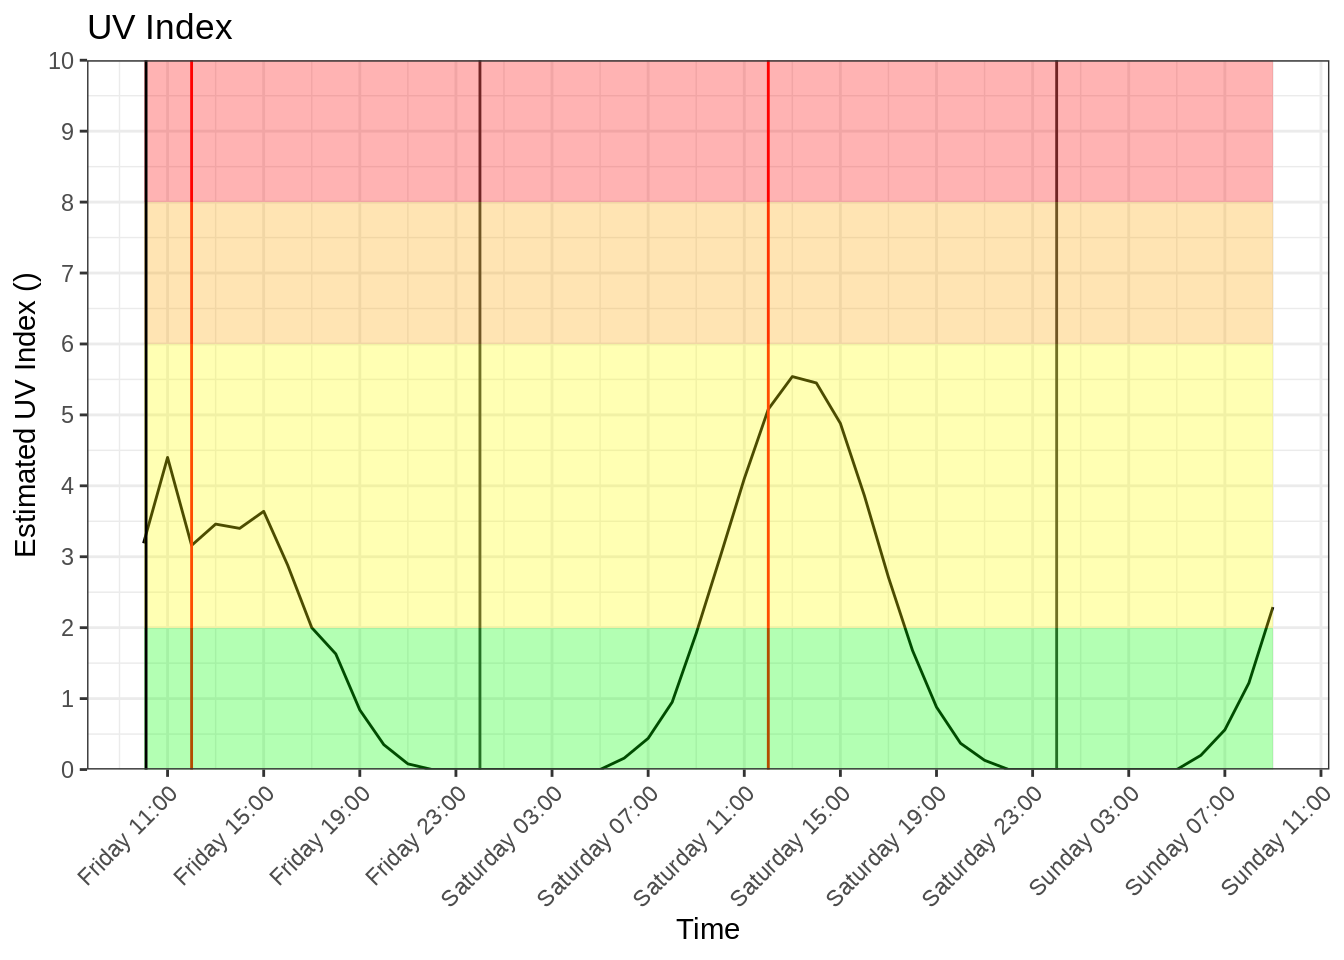 UV Index
Estimated UV Index ()
10
9
8
7
6
5
4
3
2
1
0
Friday 11:00
Friday 15:00
Friday 19:00
Friday 23:00
Saturday 03:00
Saturday 07:00
Saturday 11:00
Saturday 15:00
Saturday 19:00
Saturday 23:00
Sunday 03:00
Sunday 07:00
Sunday 11:00
Time